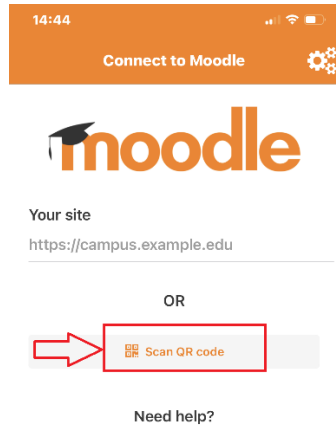 14:44
Connect to Moodle
moodle
Your site
https://campus.example.edu
OR
Scan QR code
Need help?